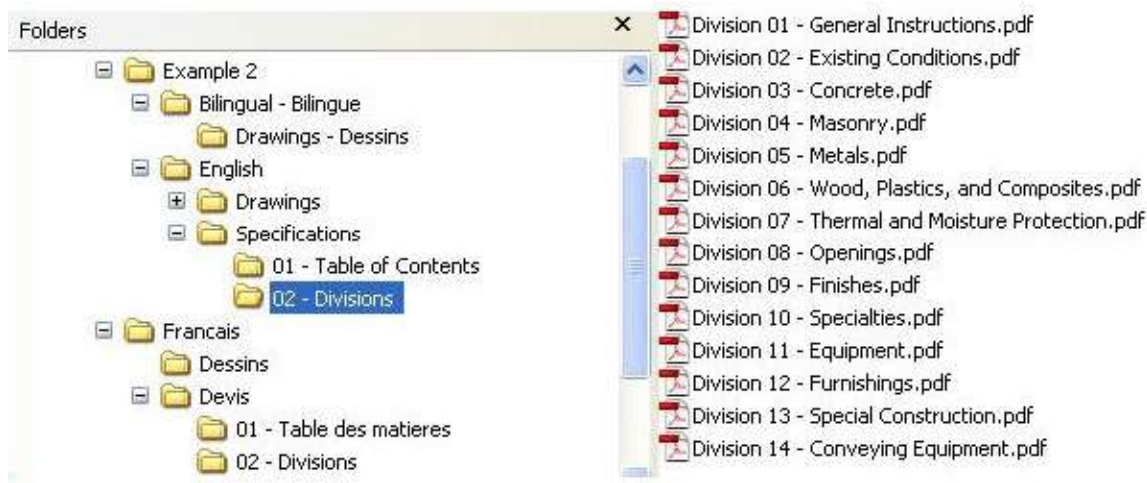 Folders
Example 2
Bilingual - Bilingue
Drawings - Dessins
English
Drawings
Specifications
01 - Table of Contents
02 - Divisions
Francais
Dessins
Devis
01 - Table des matieres
02 - Divisions
Division 01 - General Instructions.pdf
Division 02 - Existing Conditions.pdf
Division 03 - Concrete.pdf
Division 04 - Masonry.pdf
Division 05 - Metals.pdf
Division 06 - Wood, Plastics, and Composites.pdf
Division 07 - Thermal and Moisture Protection.pdf
Division 08 - Openings.pdf
Division 09 - Finishes.pdf
Division 10 - Specialties.pdf
Division 11 - Equipment.pdf
Division 12 - Furnishings.pdf
Division 13 - Special Construction.pdf
Division 14 - Conveying Equipment.pdf